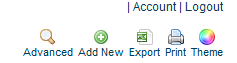 | Account | Logout
Advanced Add New Export Print Theme